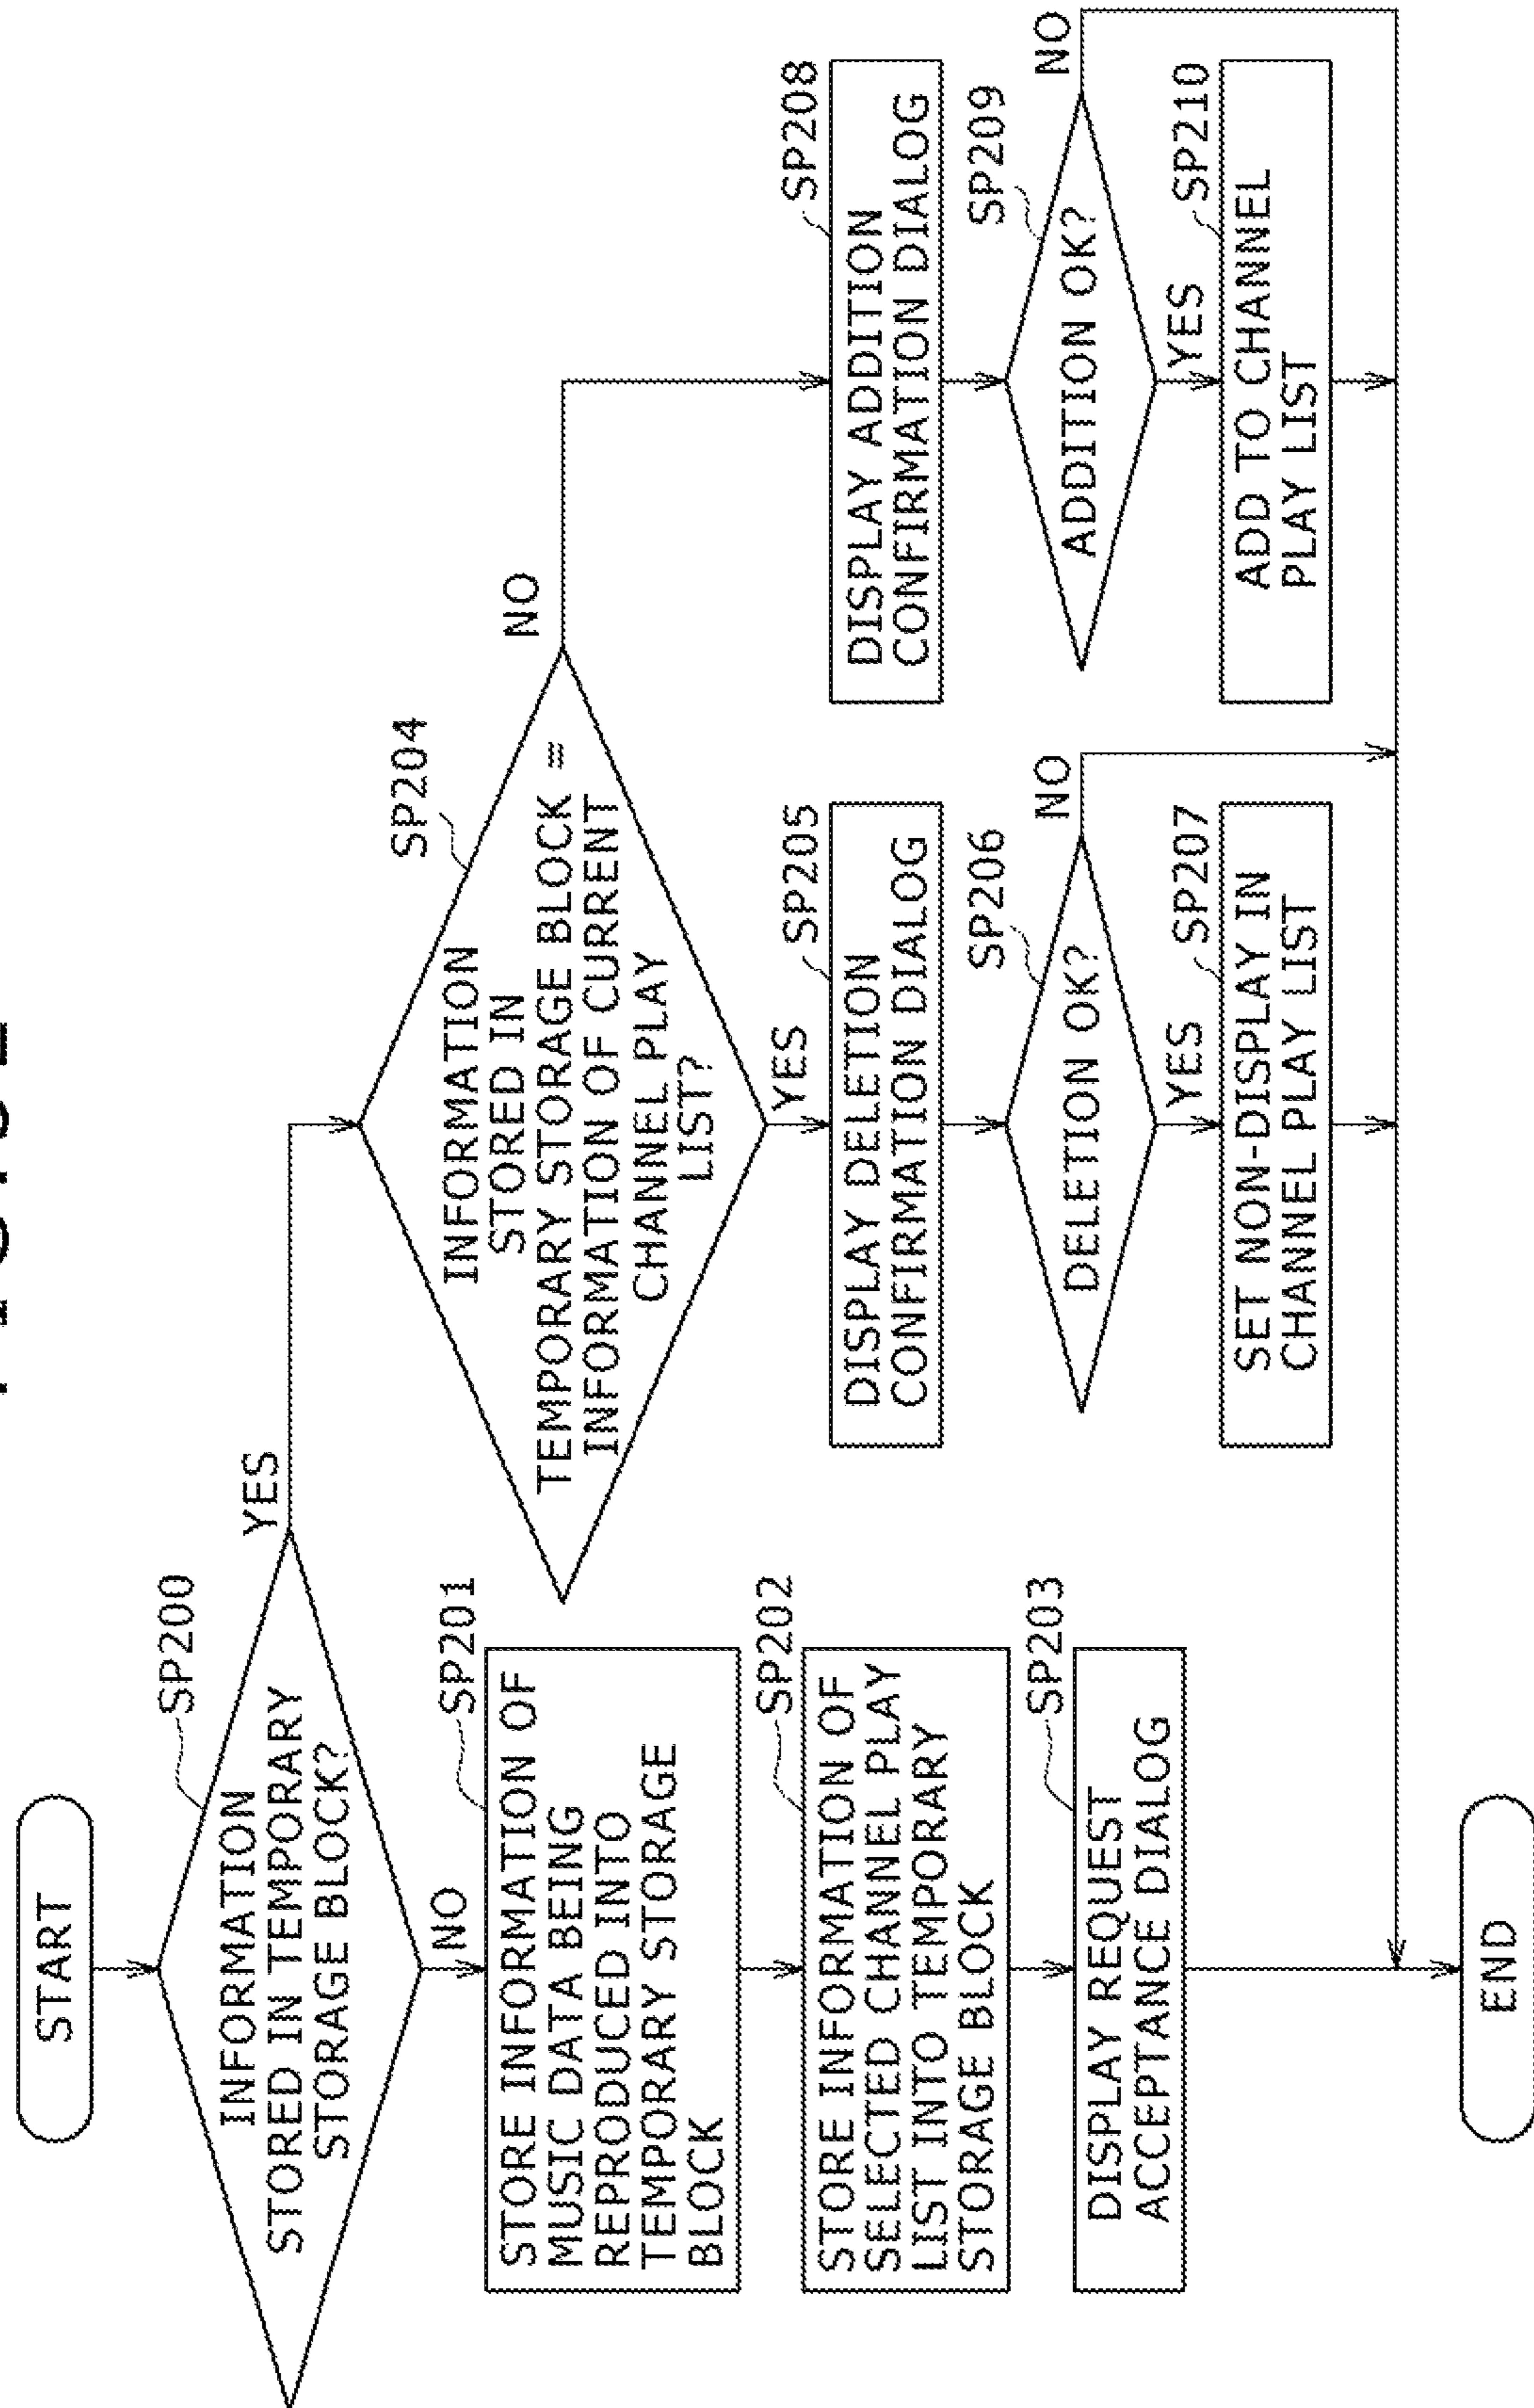 START
SP200
INFORMATION
STORED IN TEMPORARY
STORAGE BLOCK?
YES
NO
SP201
STORE INFORMATION OF
MUSIC DATA BEING
REPRODUCED INTO
TEMPORARY STORAGE
BLOCK
SP202
STORE INFORMATION OF
SELECTED CHANNEL PLAY
LIST INTO TEMPORARY
STORAGE BLOCK
SP203
DISPLAY REQUEST
ACCEPTANCE DIALOG
SP204
INFORMATION
STORED IN
TEMPORARY STORAGE BLOCK =
INFORMATION OF CURRENT
CHANNEL PLAY
LIST?
NO
YES
SP205
DISPLAY DELETION
CONFIRMATION DIALOG
SP206
DELETION OK?
NO
YES
SP207
SET NON-DISPLAY IN
CHANNEL PLAY LIST
SP208
DISPLAY ADDITION
CONFIRMATION DIALOG
SP209
ADDITION OK?
NO
YES
SP210
ADD TO CHANNEL
PLAY LIST
END